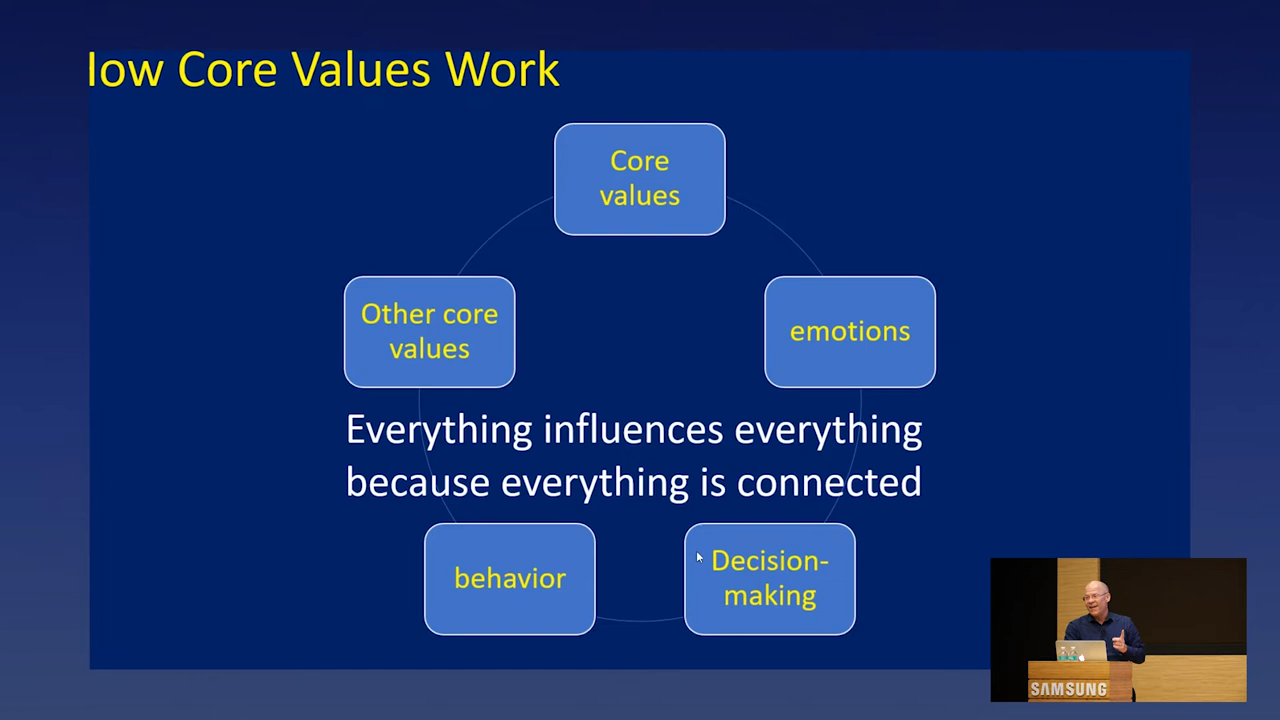 Iow Core Values Work
Core
values
Other core
values
emotions
Everything influences everything
because everything is connected
behavior
Decision-
making
SAMSUNG